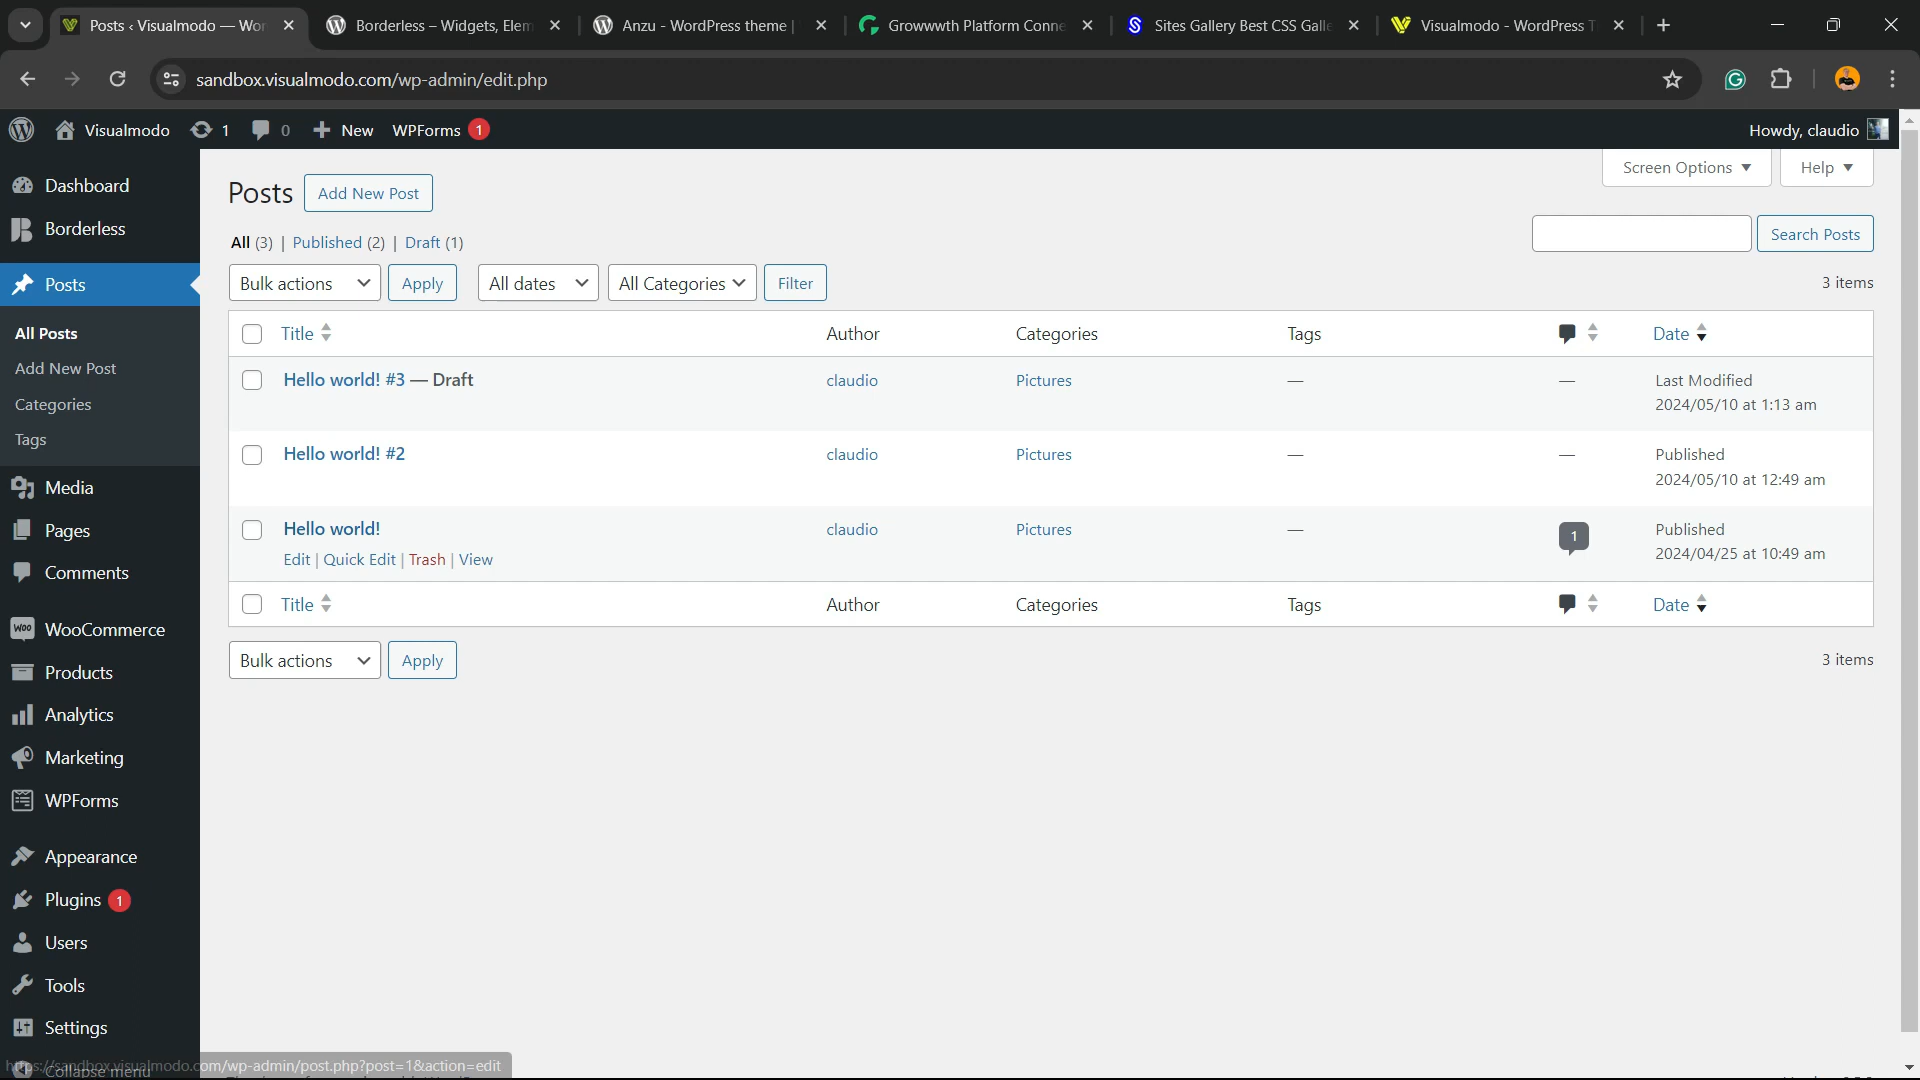 Posts ‹ Visualmodo — Wor
Borderless – Widgets, Elem
Anzu - WordPress theme |
Growwwth Platform Conne
Sites Gallery Best CSS Galle
Visualmodo - WordPress T
sandbox.visualmodo.com/wp-admin/edit.php
Visualmodo 1 0 New WPForms 1
Howdy, claudio
Dashboard
Borderless
Posts
All Posts
Add New Post
Categories
Tags
Media
Pages
Comments
WooCommerce
Products
Analytics
Marketing
WPForms
Appearance
Plugins 1
Users
Tools
Settings
Collapse menu
Screen Options Help
Posts Add New Post
All (3) | Published (2) | Draft (1)
Search Posts
Bulk actions Apply All dates All Categories Filter 3 items
Title Author Categories Tags Date
Hello world! #3 — Draft claudio Pictures — — Last Modified
2024/05/10 at 1:13 am
Hello world! #2 claudio Pictures — — Published
2024/05/10 at 12:49 am
Hello world! claudio Pictures — 1 Published
Edit | Quick Edit | Trash | View 2024/04/25 at 10:49 am
Title Author Categories Tags Date
Bulk actions Apply 3 items
https://sandbox.visualmodo.com/wp-admin/post.php?post=1&action=edit